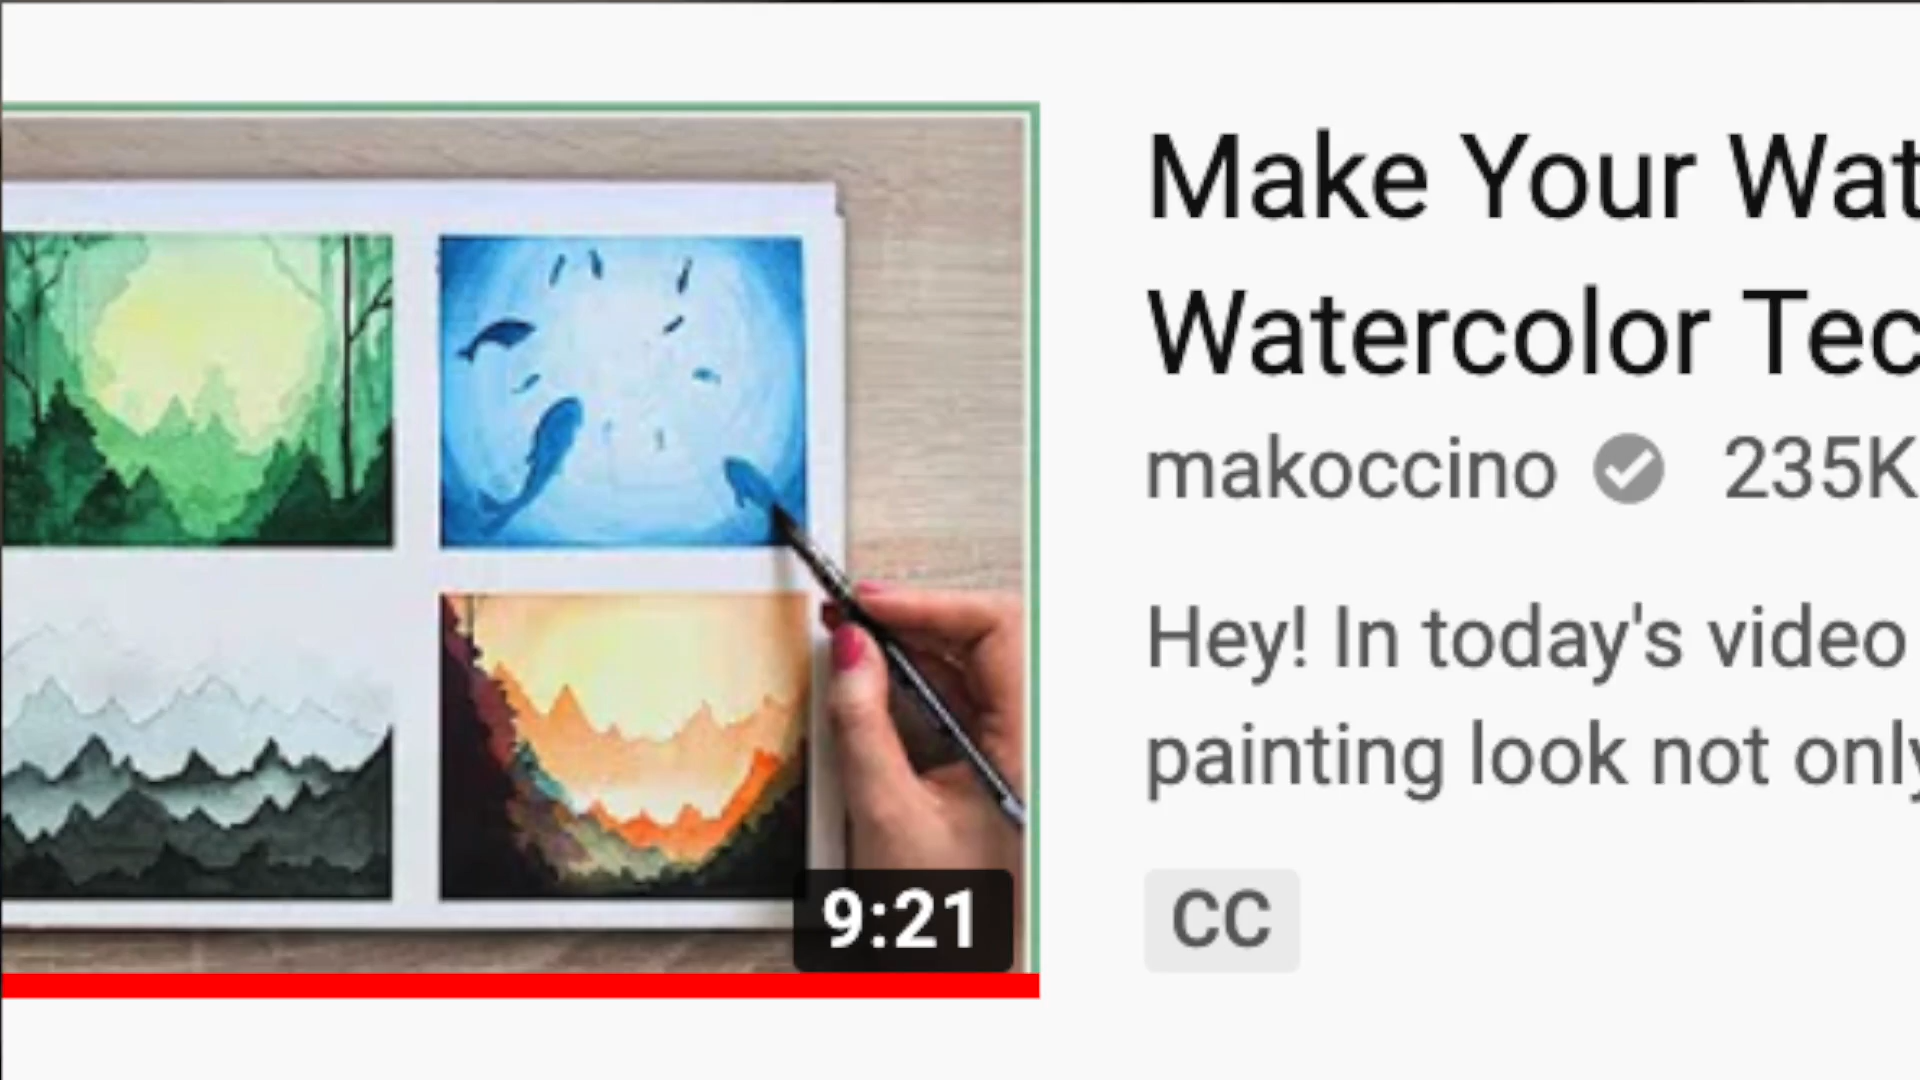 Make Your Wat
Watercolor Tec
makoccino 235K
Hey! In today's video
painting look not only
CC
9:21